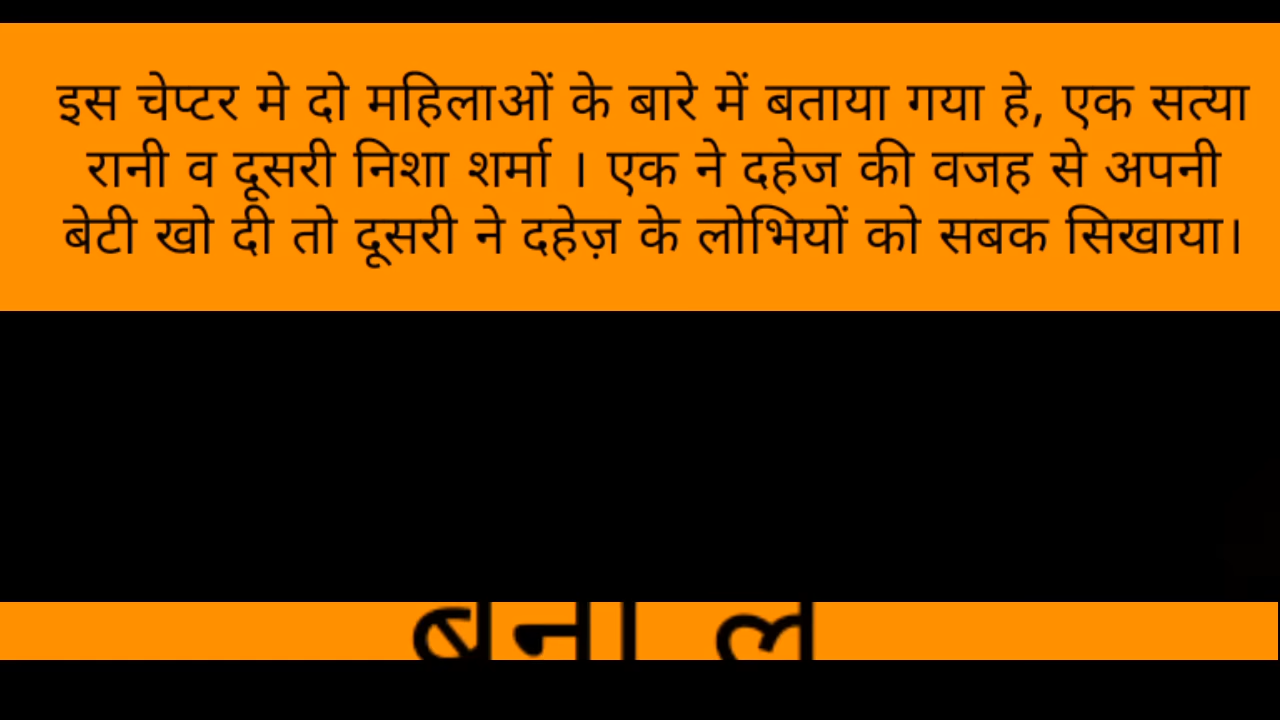 इस चेप्टर मे दो महिलाओं के बारे में बताया गया हे, एक सत्या
रानी व दूसरी निशा शर्मा । एक ने दहेज की वजह से अपनी
बेटी खो दी तो दूसरी ने दहेज़ के लोभियों को सबक सिखाया।